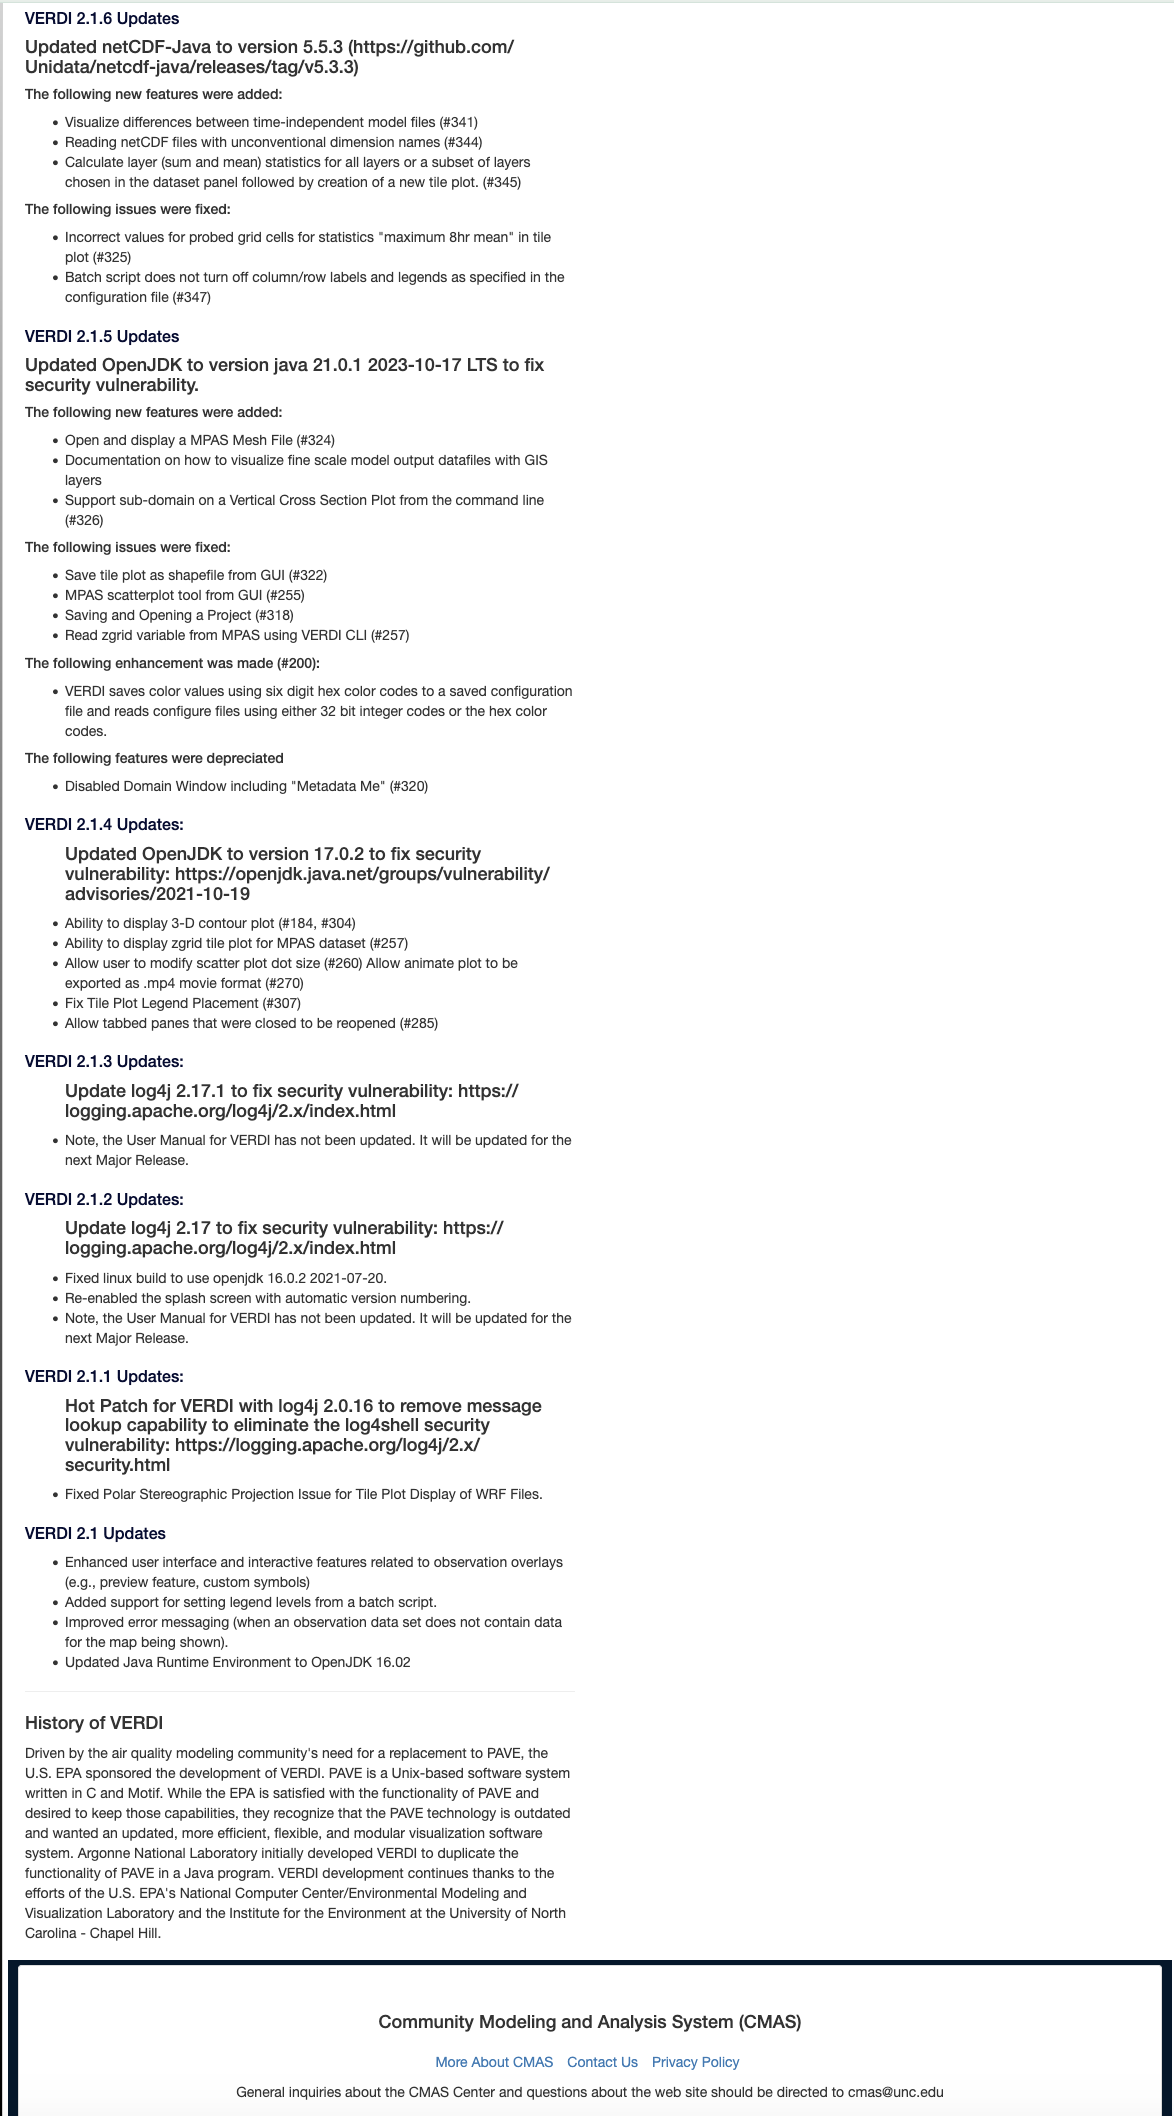 VERDI 2.1.6 Updates
Updated netCDF-Java to version 5.5.3 (https://github.com/
Unidata/netcdf-java/releases/tag/v5.3.3)
The following new features were added:
• Visualize differences between time-independent model files (#341)
• Reading netCDF files with unconventional dimension names (#344)
• Calculate layer (sum and mean) statistics for all layers or a subset of layers
chosen in the dataset panel followed by creation of a new tile plot. (#345)
The following issues were fixed:
• Incorrect values for probed grid cells for statistics "maximum 8hr mean" in tile
plot (#325)
• Batch script does not turn off column/row labels and legends as specified in the
configuration file (#347)
VERDI 2.1.5 Updates
Updated OpenJDK to version java 21.0.1 2023-10-17 LTS to fix
security vulnerability.
The following new features were added:
• Open and display a MPAS Mesh File (#324)
• Documentation on how to visualize fine scale model output datafiles with GIS
layers
• Support sub-domain on a Vertical Cross Section Plot from the command line
(#326)
The following issues were fixed:
• Save tile plot as shapefile from GUI (#322)
• MPAS scatterplot tool from GUI (#255)
• Saving and Opening a Project (#318)
• Read zgrid variable from MPAS using VERDI CLI (#257)
The following enhancement was made (#200):
• VERDI saves color values using six digit hex color codes to a saved configuration
file and reads configure files using either 32 bit integer codes or the hex color
codes.
The following features were depreciated
• Disabled Domain Window including "Metadata Me" (#320)
VERDI 2.1.4 Updates:
Updated OpenJDK to version 17.0.2 to fix security
vulnerability: https://openjdk.java.net/groups/vulnerability/
advisories/2021-10-19
• Ability to display 3-D contour plot (#184, #304)
• Ability to display zgrid tile plot for MPAS dataset (#257)
• Allow user to modify scatter plot dot size (#260) Allow animate plot to be
exported as .mp4 movie format (#270)
• Fix Tile Plot Legend Placement (#307)
• Allow tabbed panes that were closed to be reopened (#285)
VERDI 2.1.3 Updates:
Update log4j 2.17.1 to fix security vulnerability: https://
logging.apache.org/log4j/2.x/index.html
• Note, the User Manual for VERDI has not been updated. It will be updated for the
next Major Release.
VERDI 2.1.2 Updates:
Update log4j 2.17 to fix security vulnerability: https://
logging.apache.org/log4j/2.x/index.html
• Fixed linux build to use openjdk 16.0.2 2021-07-20.
• Re-enabled the splash screen with automatic version numbering.
• Note, the User Manual for VERDI has not been updated. It will be updated for the
next Major Release.
VERDI 2.1.1 Updates:
Hot Patch for VERDI with log4j 2.0.16 to remove message
lookup capability to eliminate the log4shell security
vulnerability: https://logging.apache.org/log4j/2.x/
security.html
• Fixed Polar Stereographic Projection Issue for Tile Plot Display of WRF Files.
VERDI 2.1 Updates
• Enhanced user interface and interactive features related to observation overlays
(e.g., preview feature, custom symbols)
• Added support for setting legend levels from a batch script.
• Improved error messaging (when an observation data set does not contain data
for the map being shown).
• Updated Java Runtime Environment to OpenJDK 16.02
History of VERDI
Driven by the air quality modeling community's need for a replacement to PAVE, the
U.S. EPA sponsored the development of VERDI. PAVE is a Unix-based software system
written in C and Motif. While the EPA is satisfied with the functionality of PAVE and
desired to keep those capabilities, they recognize that the PAVE technology is outdated
and wanted an updated, more efficient, flexible, and modular visualization software
system. Argonne National Laboratory initially developed VERDI to duplicate the
functionality of PAVE in a Java program. VERDI development continues thanks to the
efforts of the U.S. EPA's National Computer Center/Environmental Modeling and
Visualization Laboratory and the Institute for the Environment at the University of North
Carolina - Chapel Hill.
Community Modeling and Analysis System (CMAS)
More About CMAS Contact Us Privacy Policy
General inquiries about the CMAS Center and questions about the web site should be directed to cmas@unc.edu